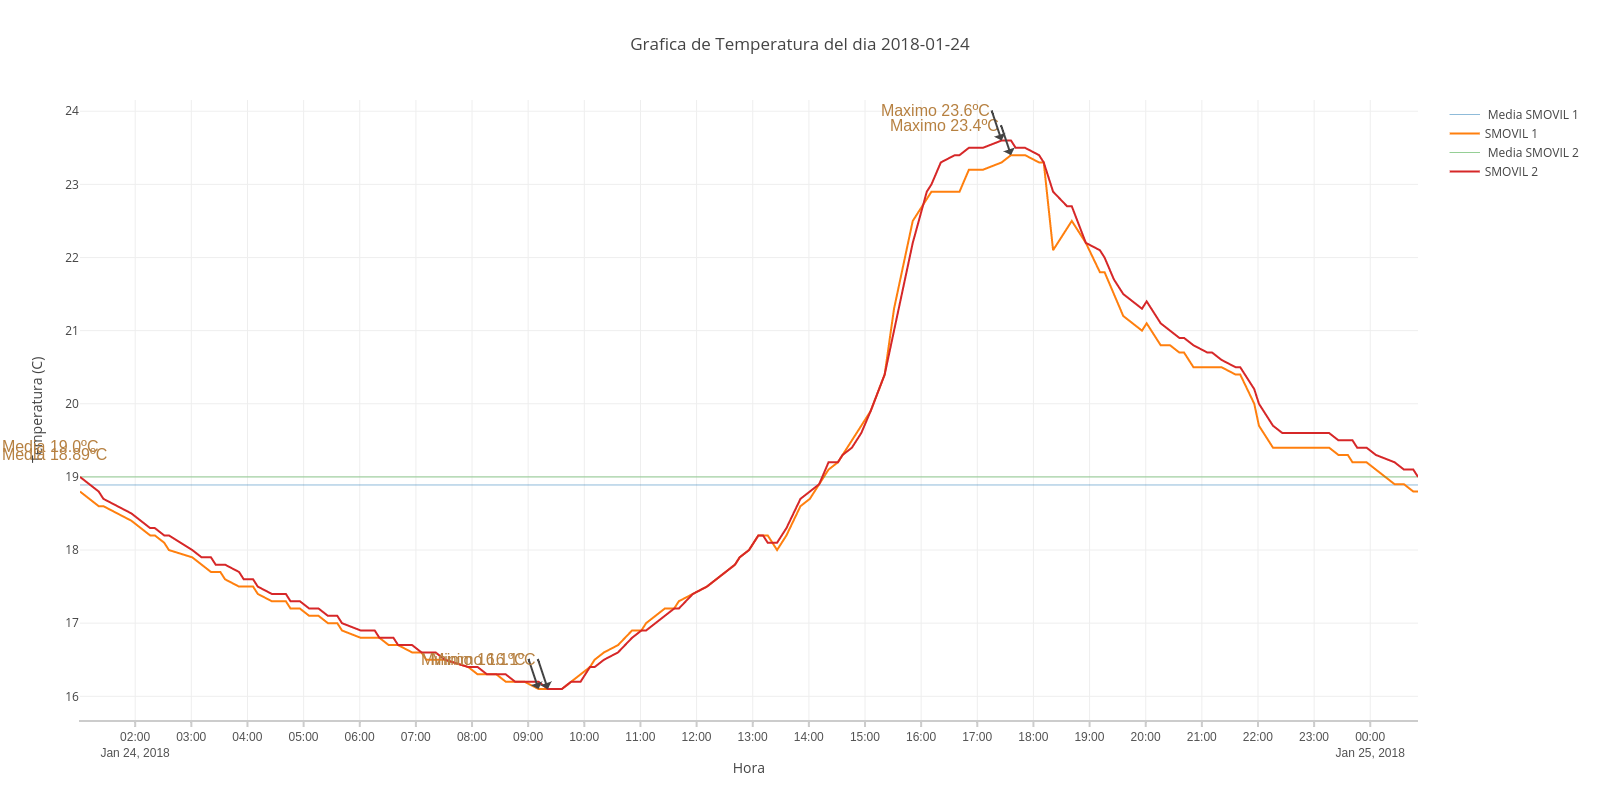 Grafica de Temperatura del dia 2018-01-24
Maximo 23.6ºC
Maximo 23.4ºC
Media SMOVIL 1
SMOVIL 1
Media SMOVIL 2
SMOVIL 2
Temperatura (C)
24
23
22
21
20
19
18
17
16
Media 19.0ºC
Media 18.89ºC
02:00 03:00 04:00 05:00 06:00 07:00 08:00 09:00 10:00 11:00 12:00 13:00 14:00 15:00 16:00 17:00 18:00 19:00 20:00 21:00 22:00 23:00 00:00
Jan 24, 2018 Jan 25, 2018
Hora